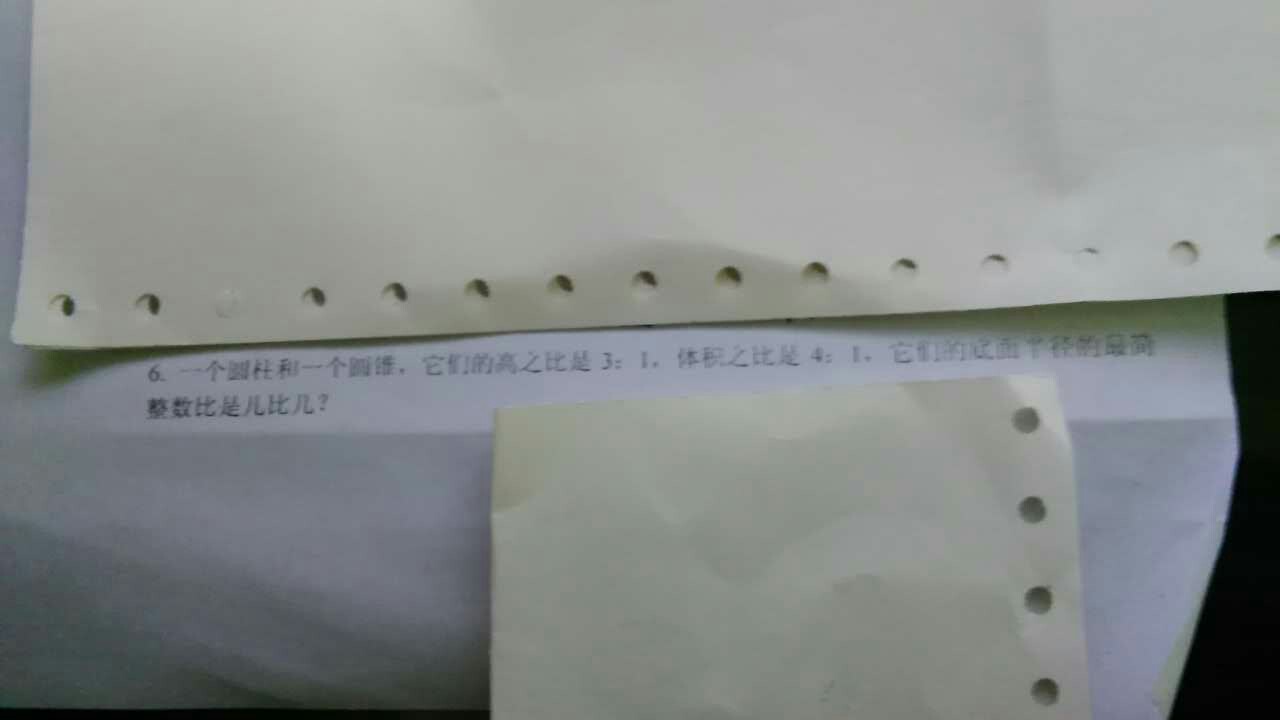 6. 一个圆柱和一个圆锥，它们的高之比是 3：1，体积之比是 4：1，它们的底面半径的最简
整数比是几比几？